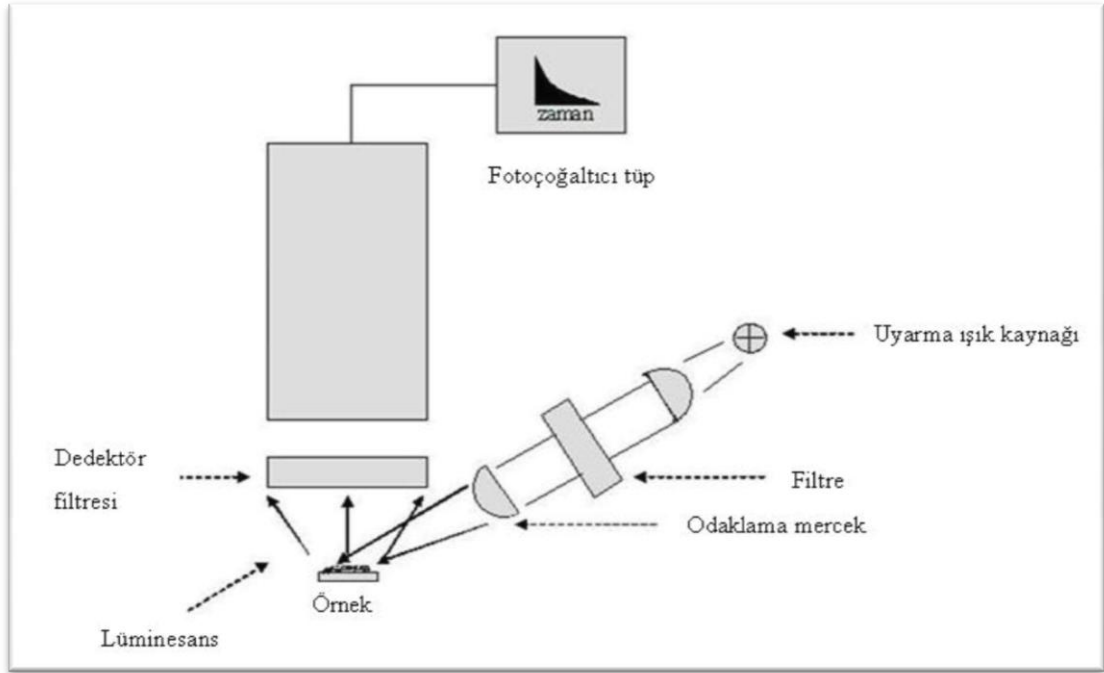 zaman
Fotoçoğaltıcı tüp
Uyarma ışık kaynağı
Dedektör
filtresi
Filtre
Odaklama mercek
Örnek
Lüminesans